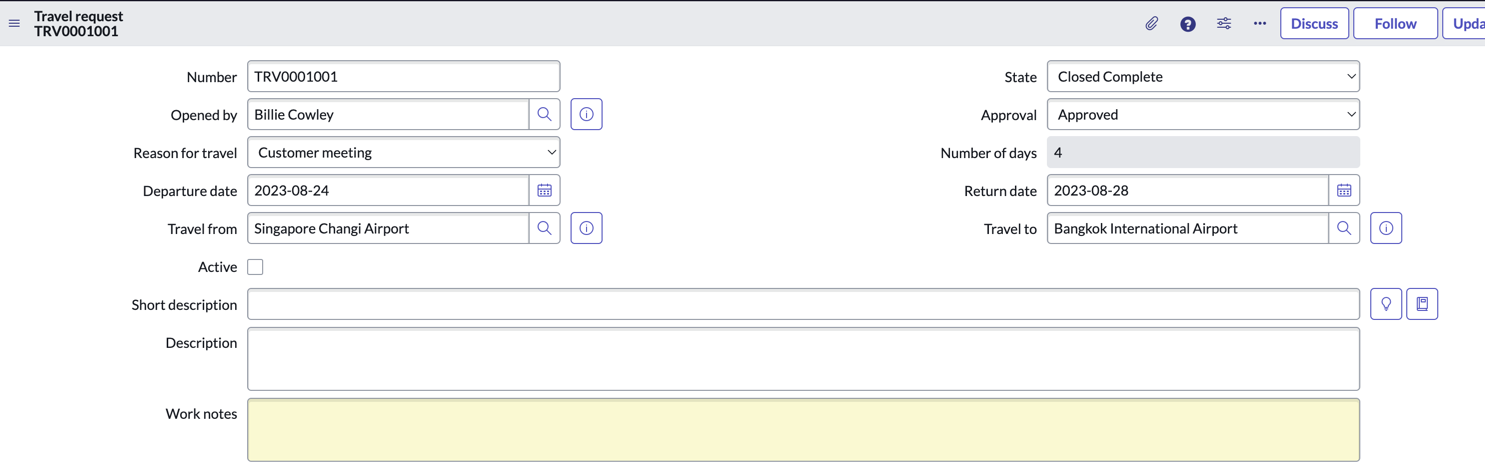 Travel request
TRV0001001
Discuss
Follow
Upda
Number TRV0001001
State Closed Complete
Opened by Billie Cowley
Approval Approved
Reason for travel Customer meeting
Number of days 4
Departure date 2023-08-24
Return date 2023-08-28
Travel from Singapore Changi Airport
Travel to Bangkok International Airport
Active
Short description
Description
Work notes